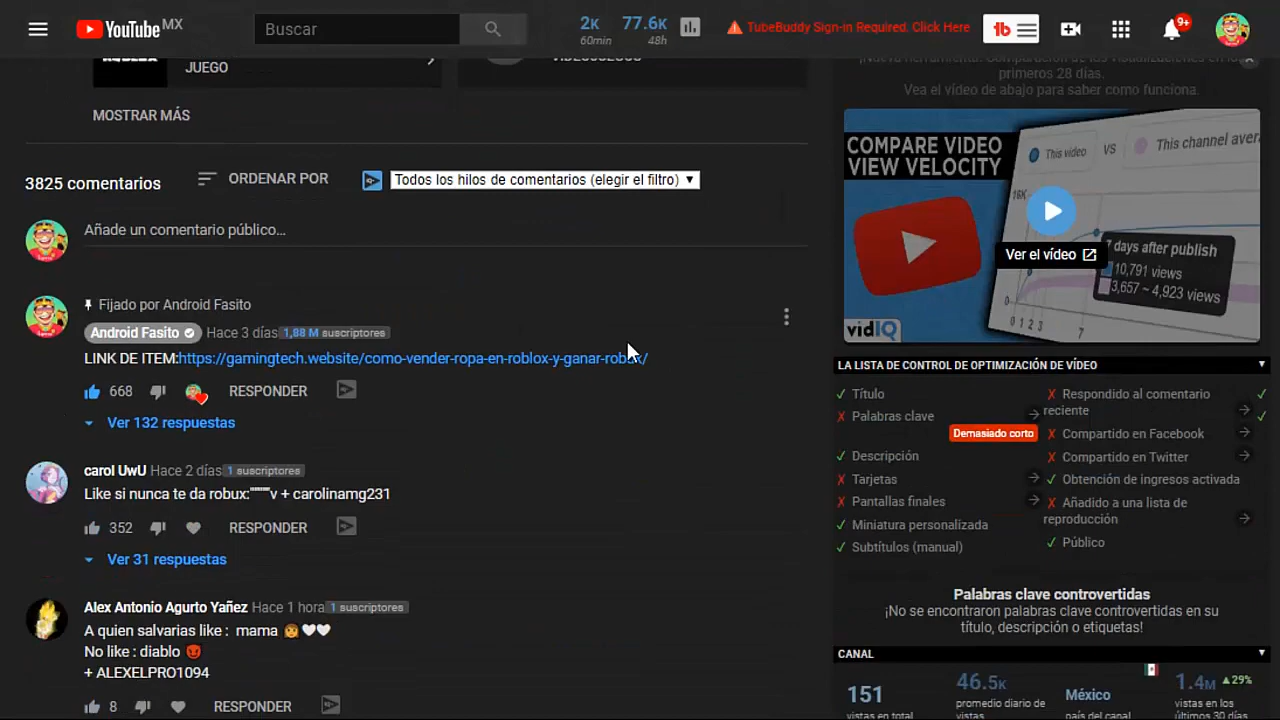 YouTube MX
Buscar
2K
60min
77.6K
48h
TubeBuddy Sign-in Required. Click Here
tb
9+
JUEGO
MOSTRAR MÁS
3825 comentarios
ORDENAR POR
Todos los hilos de comentarios (elegir el filtro) ▼
Añade un comentario público...
Fijado por Android Fasito
Android Fasito Hace 3 días 1,88 M suscriptores
LINK DE ITEM:https://gamingtech.website/como-vender-ropa-en-roblox-y-ganar-robux/
668
RESPONDER
Ver 132 respuestas
carol UwU Hace 2 días 1 suscriptores
Like si nunca te da robux:"""""v + carolinamg231
352
RESPONDER
Ver 31 respuestas
Alex Antonio Agurto Yañez Hace 1 hora 1 suscriptores
A quien salvarias like : mama 👩🤍🤍
No like : diablo 😈
+ ALEXELPRO1094
8
RESPONDER
primeros 28 días.
Vea el vídeo de abajo para saber como funciona.
COMPARE VIDEO
VIEW VELOCITY
This video
VS
This channel avera
16K
Ver el vídeo
7 days after publish
10,791 views
3,657 ~ 4,923 views
0 1 2 3
7
vidIQ
LA LISTA DE CONTROL DE OPTIMIZACIÓN DE VÍDEO
✓ Título
✗ Palabras clave
Demasiado corto
✓ Descripción
✗ Tarjetas
✗ Pantallas finales
✓ Miniatura personalizada
✓ Subtítulos (manual)
✗ Respondido al comentario
reciente
✗ Compartido en Facebook
✗ Compartido en Twitter
✓ Obtención de ingresos activada
✗ Añadido a una lista de
reproducción
✓ Público
Palabras clave controvertidas
¡No se encontraron palabras clave controvertidas en su
título, descripción o etiquetas!
CANAL
151
vistas en total
46.5K
promedio diario de
vistas
México
país del canal
1.4M ▲29%
vistas en los
últimos 30 días